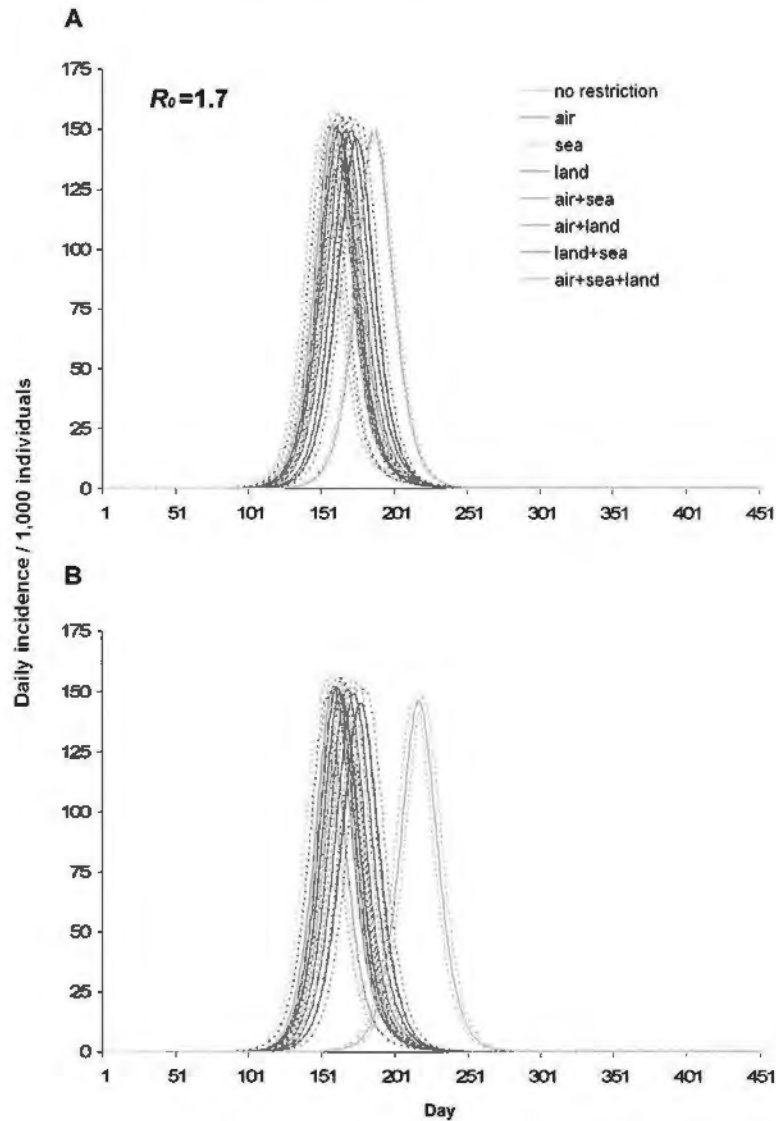 A
175
150
125
100
75
50
25
0
R₀=1.7
no restriction
air
sea
land
air+sea
air+land
land+sea
air+sea+land
1 51 101 151 201 251 301 351 401 451
Daily incidence / 1,000 individuals
B
175
150
125
100
75
50
25
0
1 51 101 151 201 251 301 351 401 451
Day